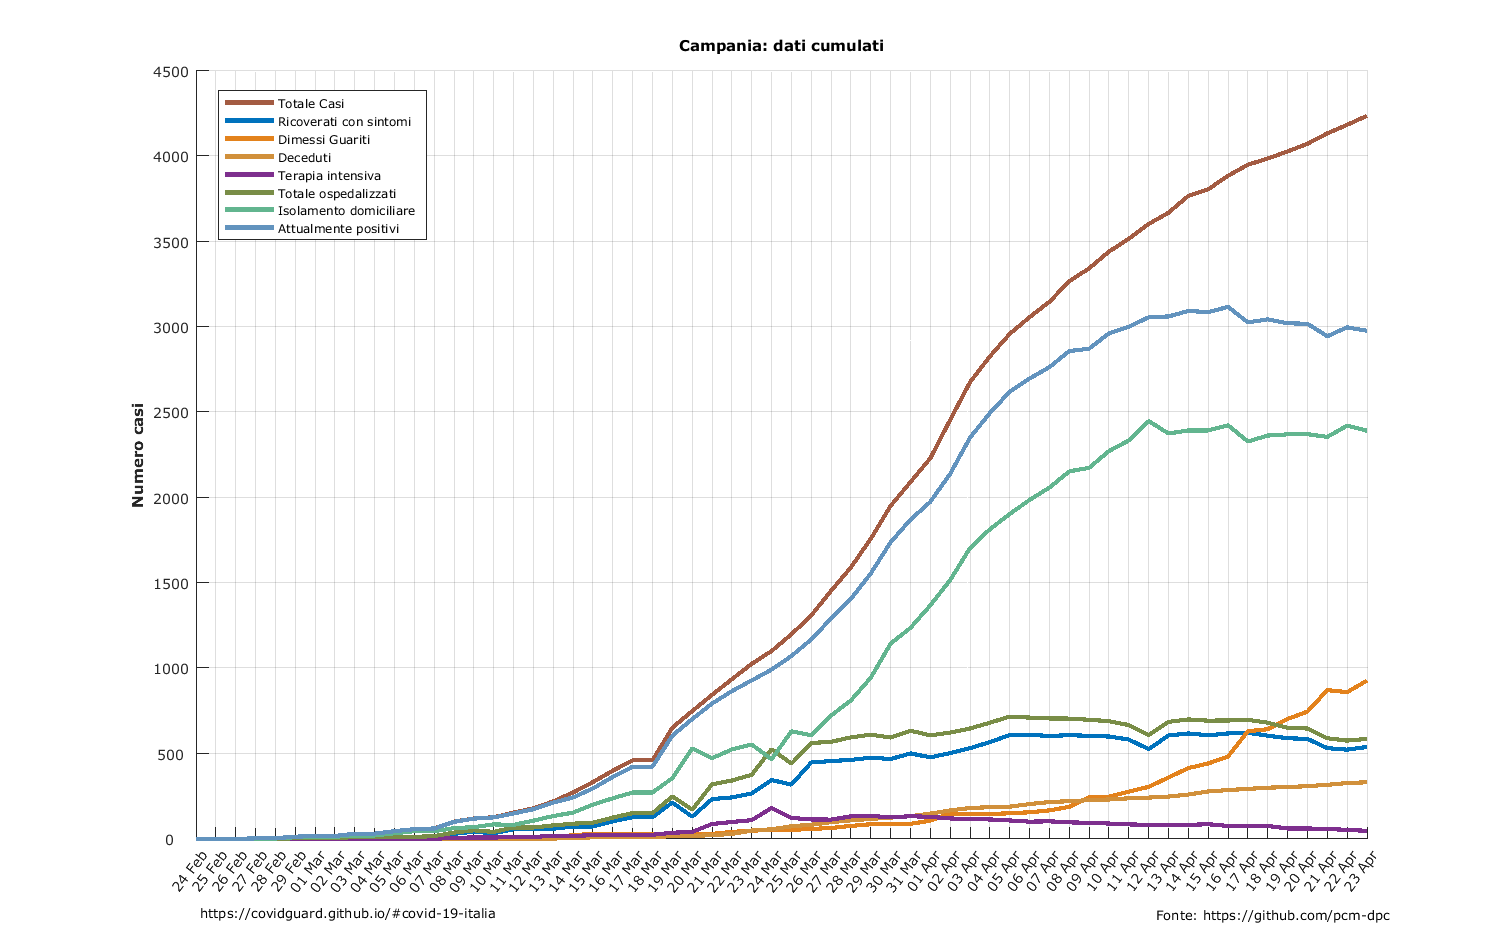 Campania: dati cumulati
4500
4000
3500
3000
2500
2000
1500
1000
500
0
Numero casi
Totale Casi
Ricoverati con sintomi
Dimessi Guariti
Deceduti
Terapia intensiva
Totale ospedalizzati
Isolamento domiciliare
Attualmente positivi
24 Feb
25 Feb
26 Feb
27 Feb
28 Feb
29 Feb
01 Mar
02 Mar
03 Mar
04 Mar
05 Mar
06 Mar
07 Mar
08 Mar
09 Mar
10 Mar
11 Mar
12 Mar
13 Mar
14 Mar
15 Mar
16 Mar
17 Mar
18 Mar
19 Mar
20 Mar
21 Mar
22 Mar
23 Mar
24 Mar
25 Mar
26 Mar
27 Mar
28 Mar
29 Mar
30 Mar
31 Mar
01 Apr
02 Apr
03 Apr
04 Apr
05 Apr
06 Apr
07 Apr
08 Apr
09 Apr
10 Apr
11 Apr
12 Apr
13 Apr
14 Apr
15 Apr
16 Apr
17 Apr
18 Apr
19 Apr
20 Apr
21 Apr
22 Apr
23 Apr
https://covidguard.github.io/#covid-19-italia
Fonte: https://github.com/pcm-dpc